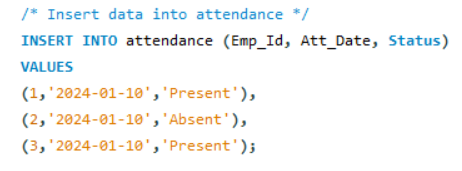 /* Insert data into attendance */
INSERT INTO attendance (Emp_Id, Att_Date, Status)
VALUES
(1,'2024-01-10','Present'),
(2,'2024-01-10','Absent'),
(3,'2024-01-10','Present');